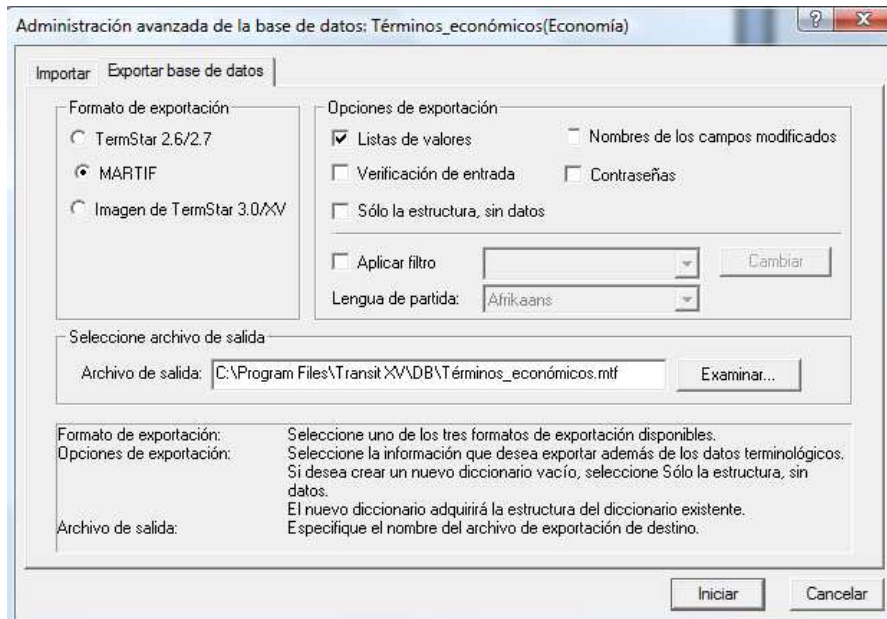 Administración avanzada de la base de datos: Términos_económicos(Economía)
Importar
Exportar base de datos
Formato de exportación
TermStar 2.6/2.7
MARTIF
Imagen de TermStar 3.0/XV
Opciones de exportación
Listas de valores
Nombres de los campos modificados
Verificación de entrada
Contraseñas
Sólo la estructura, sin datos
Aplicar filtro
Cambiar
Lengua de partida:
Afrikaans
Seleccione archivo de salida
Archivo de salida:
C:\Program Files\Transit XV\DB\Términos_económicos.mtf
Examinar...
Formato de exportación: Seleccione uno de los tres formatos de exportación disponibles.
Opciones de exportación: Seleccione la información que desea exportar además de los datos terminológicos.
Si desea crear un nuevo diccionario vacío, seleccione Sólo la estructura, sin
datos.
El nuevo diccionario adquirirá la estructura del diccionario existente.
Archivo de salida: Especifique el nombre del archivo de exportación de destino.
Iniciar
Cancelar